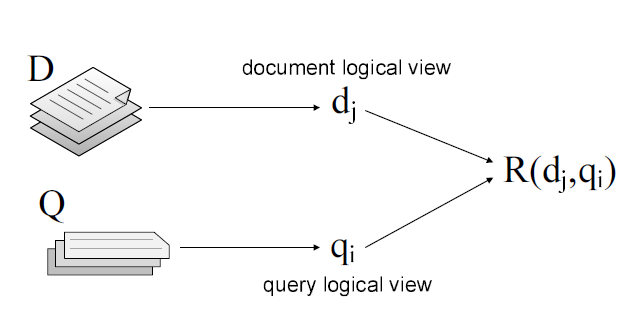 D
document logical view
dj
R(dj,qi)
Q
qi
query logical view